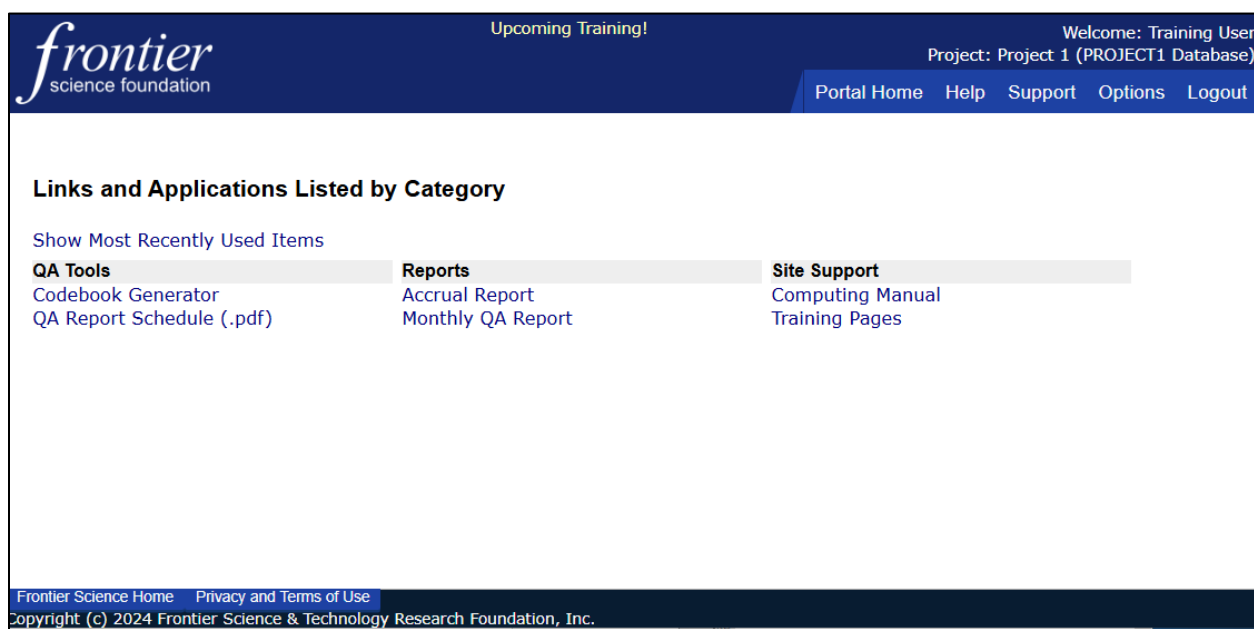 frontier
science foundation
Upcoming Training!
Welcome: Training User
Project: Project 1 (PROJECT1 Database)
Portal Home Help Support Options Logout
Links and Applications Listed by Category
Show Most Recently Used Items
QA Tools Reports Site Support
Codebook Generator Accrual Report Computing Manual
QA Report Schedule (.pdf) Monthly QA Report Training Pages
Frontier Science Home Privacy and Terms of Use
Copyright (c) 2024 Frontier Science & Technology Research Foundation, Inc.